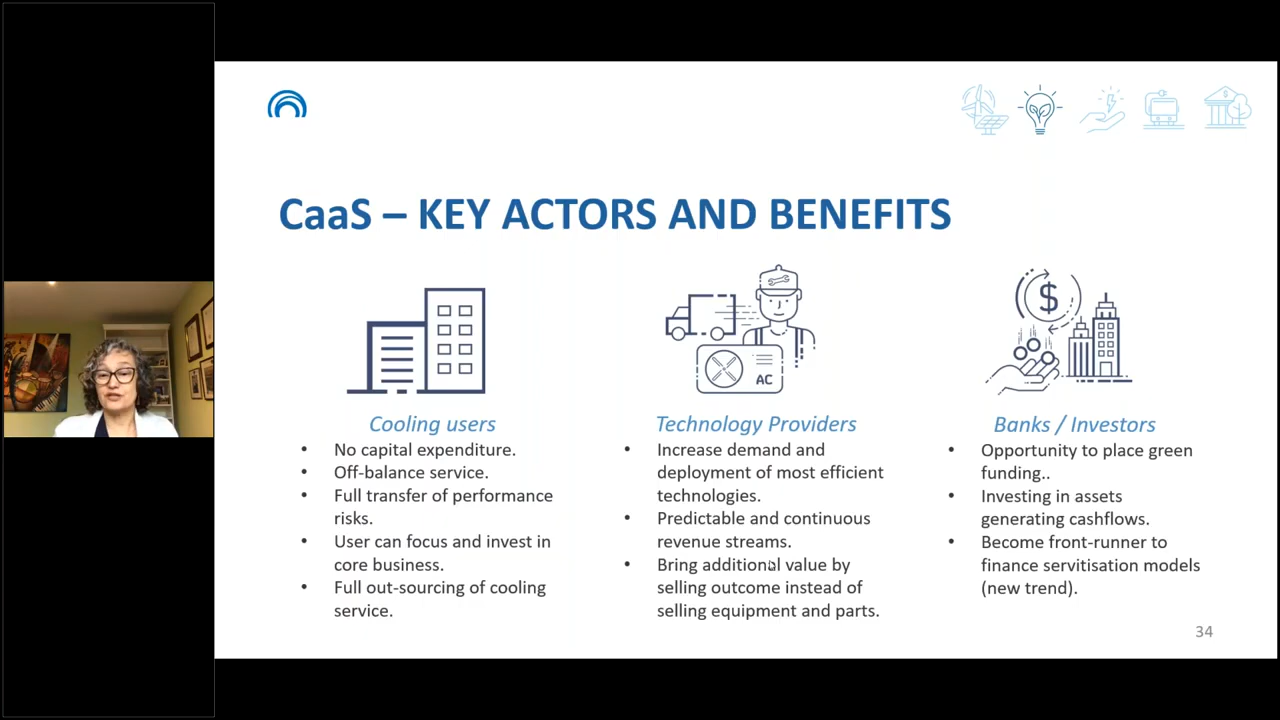 CaaS – KEY ACTORS AND BENEFITS
$
AC
Cooling users
• No capital expenditure.
• Off-balance service.
• Full transfer of performance
risks.
• User can focus and invest in
core business.
• Full out-sourcing of cooling
service.
Technology Providers
• Increase demand and
deployment of most efficient
technologies.
• Predictable and continuous
revenue streams.
• Bring additional value by
selling outcome instead of
selling equipment and parts.
Banks / Investors
• Opportunity to place green
funding..
• Investing in assets
generating cashflows.
• Become front-runner to
finance servitisation models
(new trend).
34